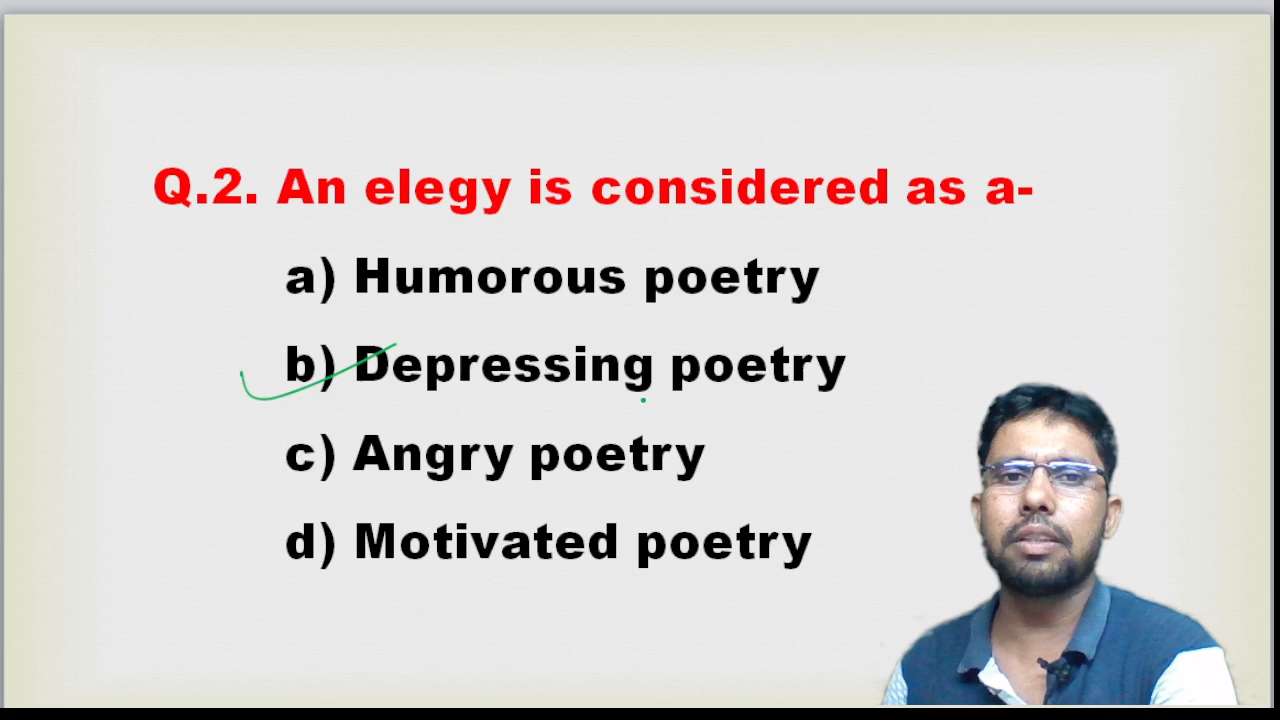 Q.2. An elegy is considered as a-
a) Humorous poetry
b) Depressing poetry
c) Angry poetry
d) Motivated poetry